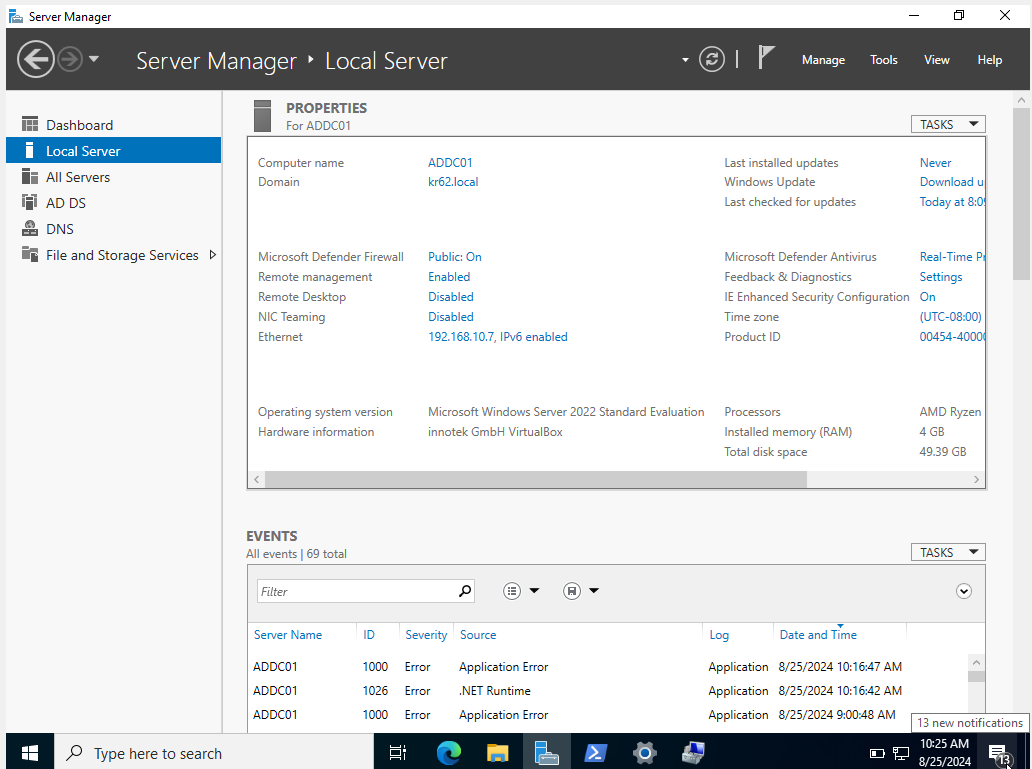 Server Manager
Server Manager Local Server
Manage Tools View Help
Dashboard
Local Server
All Servers
AD DS
DNS
File and Storage Services
PROPERTIES
For ADDC01
TASKS
Computer name ADDC01
Domain kr62.local
Last installed updates Never
Windows Update Download u
Last checked for updates Today at 8:09
Microsoft Defender Firewall Public: On
Remote management Enabled
Remote Desktop Disabled
NIC Teaming Disabled
Ethernet 192.168.10.7, IPv6 enabled
Microsoft Defender Antivirus Real-Time Pr
Feedback & Diagnostics Settings
IE Enhanced Security Configuration On
Time zone (UTC-08:00)
Product ID 00454-40000
Operating system version Microsoft Windows Server 2022 Standard Evaluation
Hardware information innotek GmbH VirtualBox
Processors AMD Ryzen
Installed memory (RAM) 4 GB
Total disk space 49.39 GB
EVENTS
All events | 69 total
TASKS
Filter
Server Name ID Severity Source Log Date and Time
ADDC01 1000 Error Application Error Application 8/25/2024 10:16:47 AM
ADDC01 1026 Error .NET Runtime Application 8/25/2024 10:16:42 AM
ADDC01 1000 Error Application Error Application 8/25/2024 9:00:48 AM
13 new notifications
Type here to search
10:25 AM
8/25/2024
13